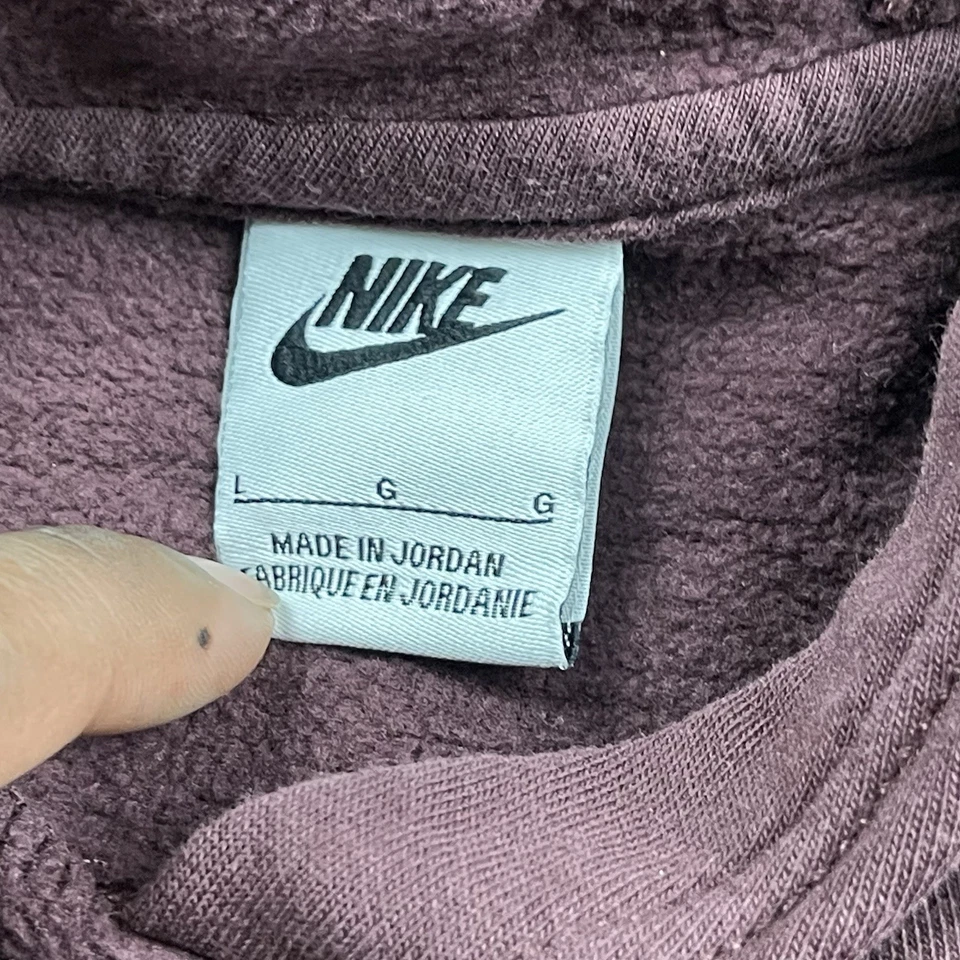 NIKE
L G G
MADE IN JORDAN
FABRIQUE EN JORDANIE